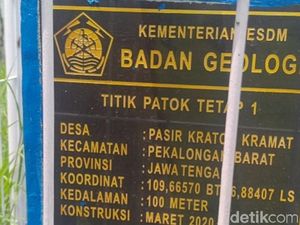 KEMENTERIAN ESDM
BADAN GEOLOG
TITIK PATOK TETAP 1
DESA : PASIR KRATON KRAMAT
KECAMATAN : PEKALONGAN BARAT
PROVINSI : JAWA TENGA
KOORDINAT : 109,66570 BT 6,88407 LS
KEDALAMAN : 100 METER
KONSTRUKSI : MARET 2020
detikcom